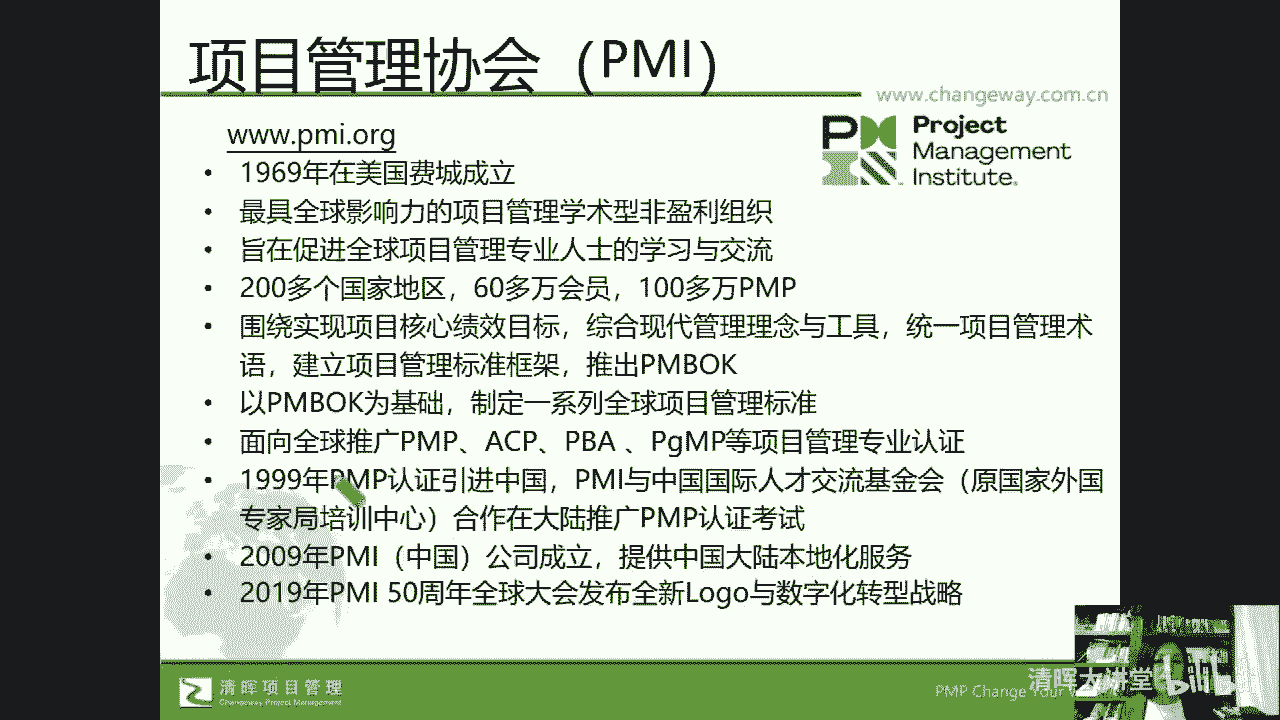 项目管理协会（PMI）
www.changeway.com.cn
www.pmi.org
Project
Management
Institute.
• 1969年在美国费城成立
• 最具全球影响力的项目管理学术型非盈利组织
• 旨在促进全球项目管理专业人士的学习与交流
• 200多个国家地区，60多万会员，100多万PMP
• 围绕实现项目核心绩效目标，综合现代管理理念与工具，统一项目管理术
语，建立项目管理标准框架，推出PMBOK
• 以PMBOK为基础，制定一系列全球项目管理标准
• 面向全球推广PMP、ACP、PBA 、PgMP等项目管理专业认证
• 1999年PMP认证引进中国，PMI与中国国际人才交流基金会（原国家外国
专家局培训中心）合作在大陆推广PMP认证考试
• 2009年PMI（中国）公司成立，提供中国大陆本地化服务
• 2019年PMI 50周年全球大会发布全新Logo与数字化转型战略
清晖项目管理
Changeway Project Management
PMP Change Your
清晖大讲堂